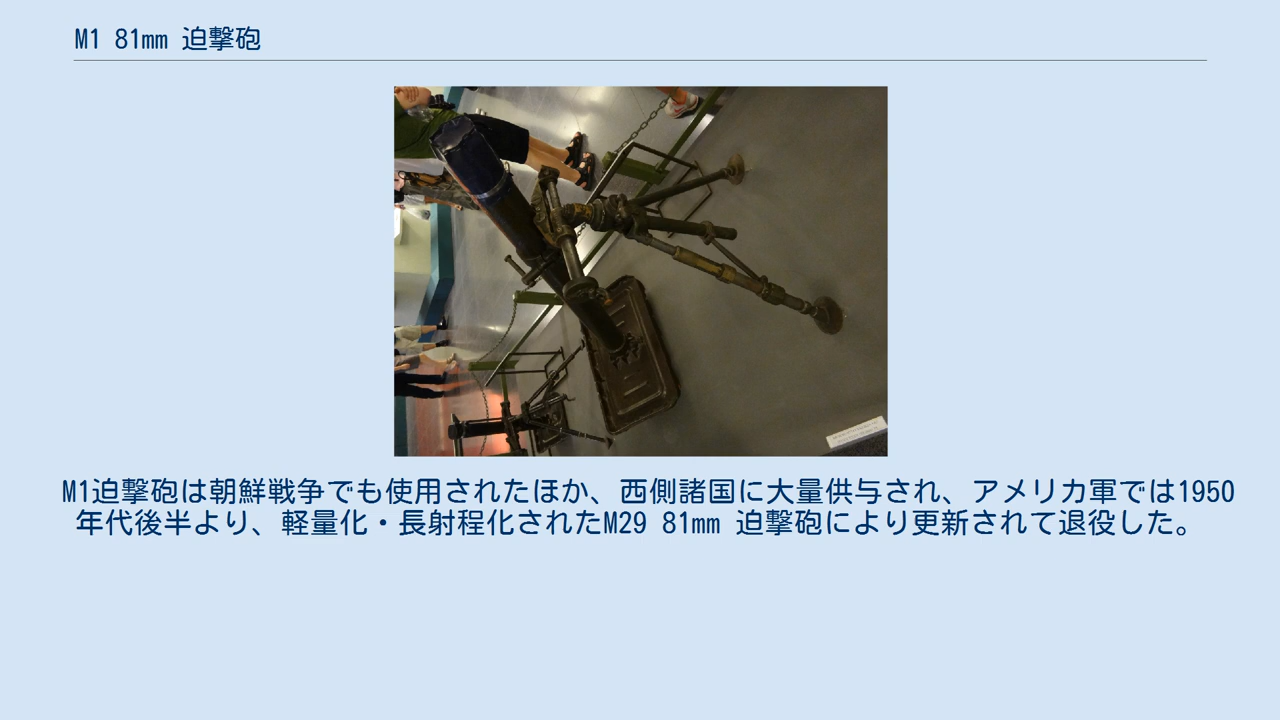 M1 81mm 迫撃砲
M1迫撃砲は朝鮮戦争でも使用されたほか、西側諸国に大量供与され、アメリカ軍では1950
年代後半より、軽量化・長射程化されたM29 81mm 迫撃砲により更新されて退役した。